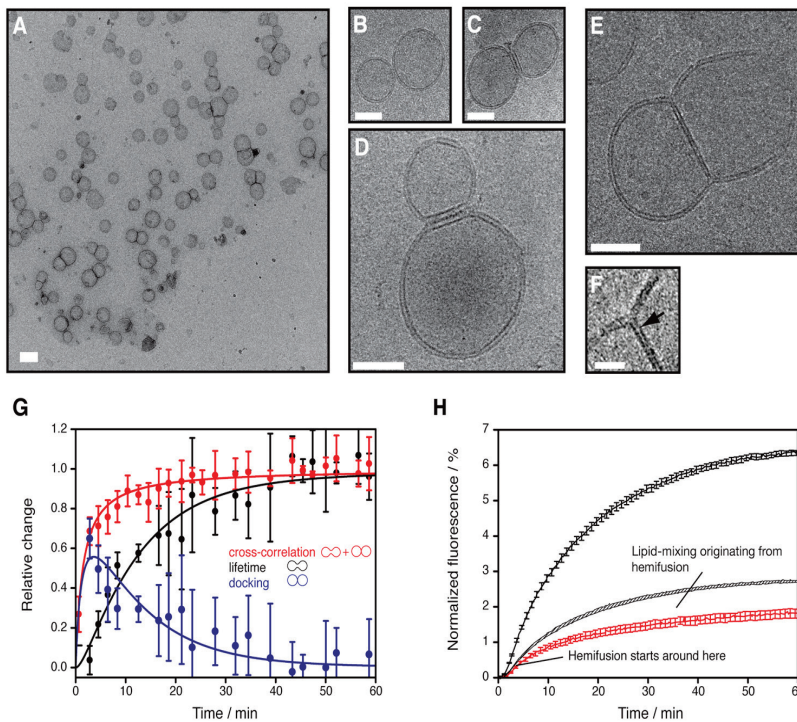 A
B
C
D
E
F
G
1.2
1.0
0.8
0.6
0.4
0.2
0.0
Relative change
cross-correlation
+
lifetime
docking
0 10 20 30 40 50 60
Time / min
H
7
6
5
4
3
2
1
0
Normalized fluorescence / %
Lipid-mixing originating from
hemifusion
Hemifusion starts around here
0 10 20 30 40 50 60
Time / min